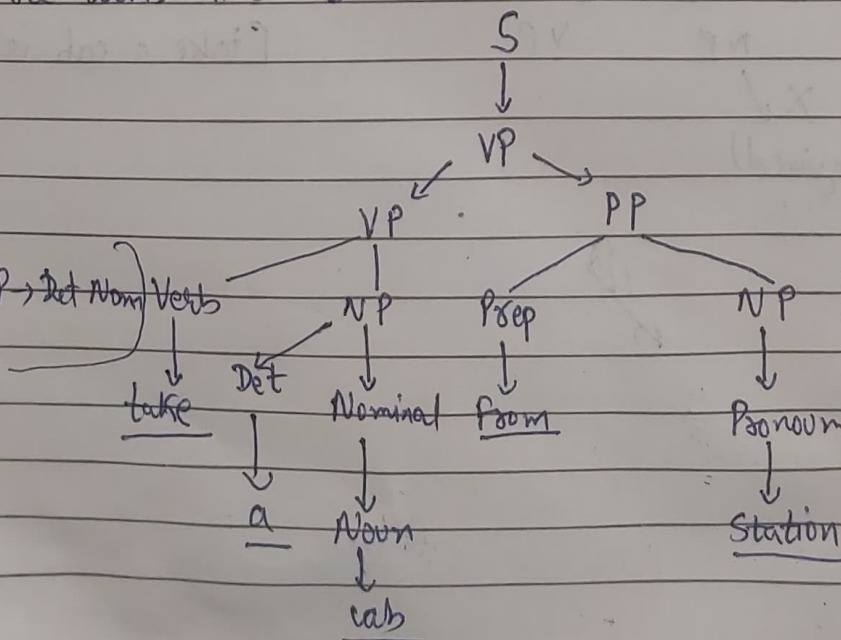 S
VP
VP PP
→ Det Nom) Verb NP Prep NP
Det
take Nominal from Pronoun
a Noun Station
cab